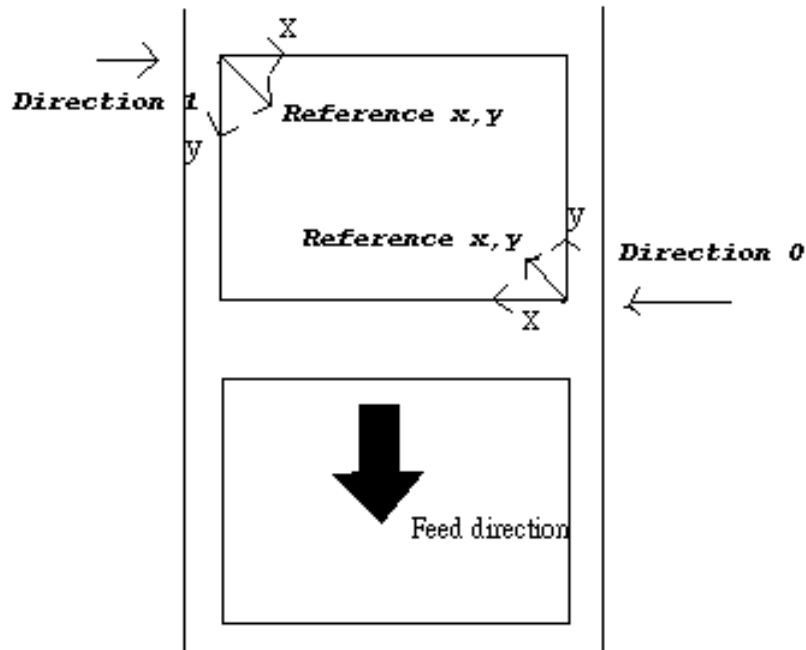 X
Direction 1
Reference x,y
y
y
Reference x,y
Direction 0
X
Feed direction